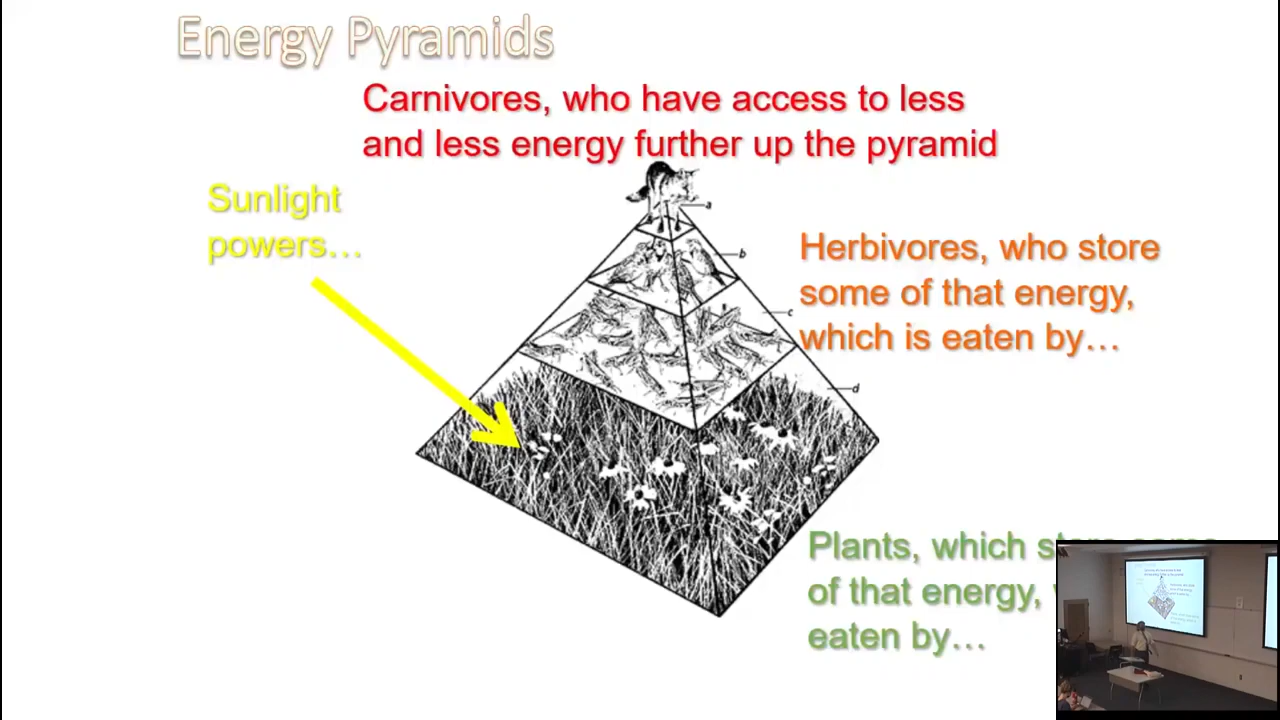 Energy Pyramids
Carnivores, who have access to less
and less energy further up the pyramid
Sunlight
powers…
a
b
Herbivores, who store
some of that energy,
which is eaten by…
c
d
Plants, which
of that energy,
eaten by…